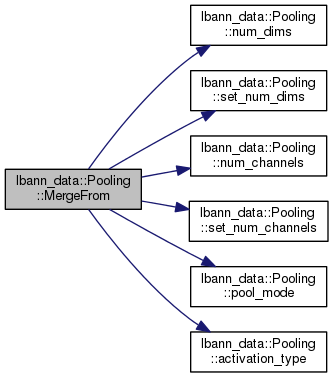 lbann_data::Pooling
::MergeFrom
lbann_data::Pooling
::num_dims
lbann_data::Pooling
::set_num_dims
lbann_data::Pooling
::num_channels
lbann_data::Pooling
::set_num_channels
lbann_data::Pooling
::pool_mode
lbann_data::Pooling
::activation_type